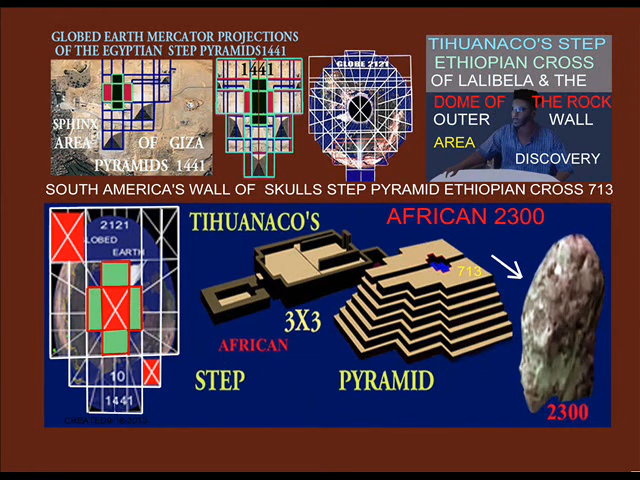 GLOBED EARTH MERCATOR PROJECTIONS
OF THE EGYPTIAN STEP PYRAMIDS1441
1441
GLOBE 2121
SPHINX
AREA OF GIZA
PYRAMIDS 1441
TIHUANACO'S STEP
ETHIOPIAN CROSS
OF LALIBELA & THE
DOME OF THE ROCK
OUTER WALL
AREA
DISCOVERY
SOUTH AMERICA'S WALL OF SKULLS STEP PYRAMID ETHIOPIAN CROSS 713
2121
LOBED
EARTH
10
1441
TIHUANACO'S
AFRICAN 2300
713
3X3
AFRICAN
STEP PYRAMID
2300